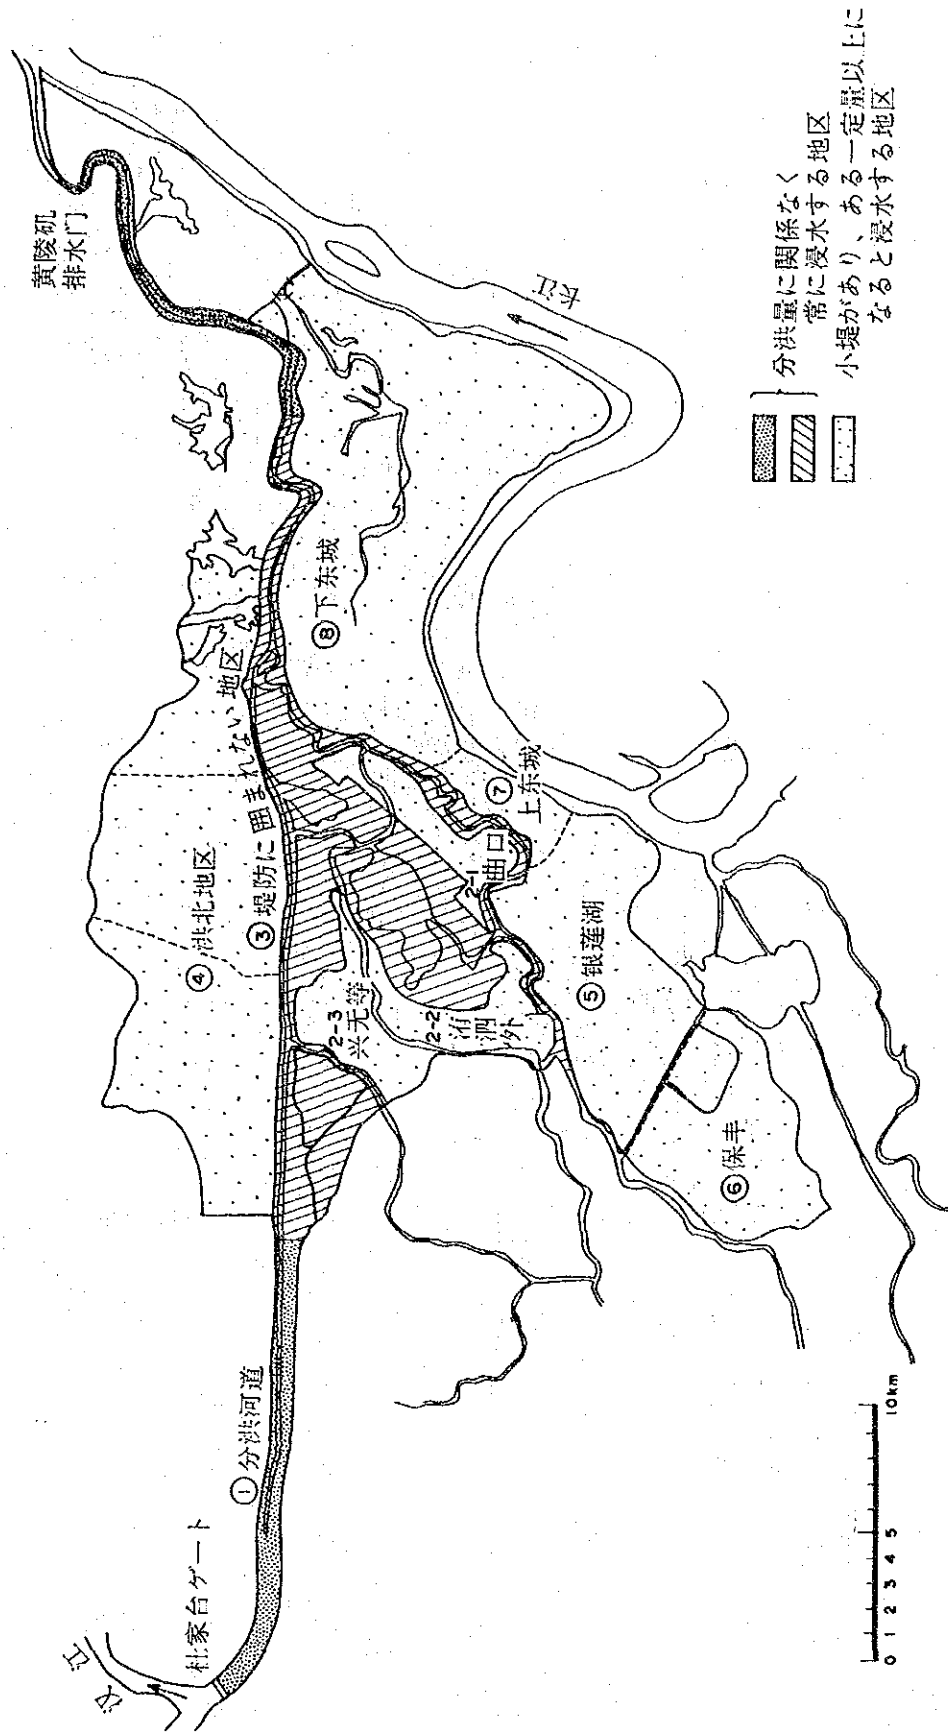 汉江
杜家台ゲート
①分洪河道
④洪北地区
③堤防に囲まれない地区
2-3
兴无等
2-2
洧泗
外
2-1
曲口
⑦
上东城
⑧下东城
⑤银莲湖
⑥保丰
黄陵矶
排水门
长江
分洪量に関係なく
常に浸水する地区
小堤があり、ある一定量以上に
なると浸水する地区
0 1 2 3 4 5 10km